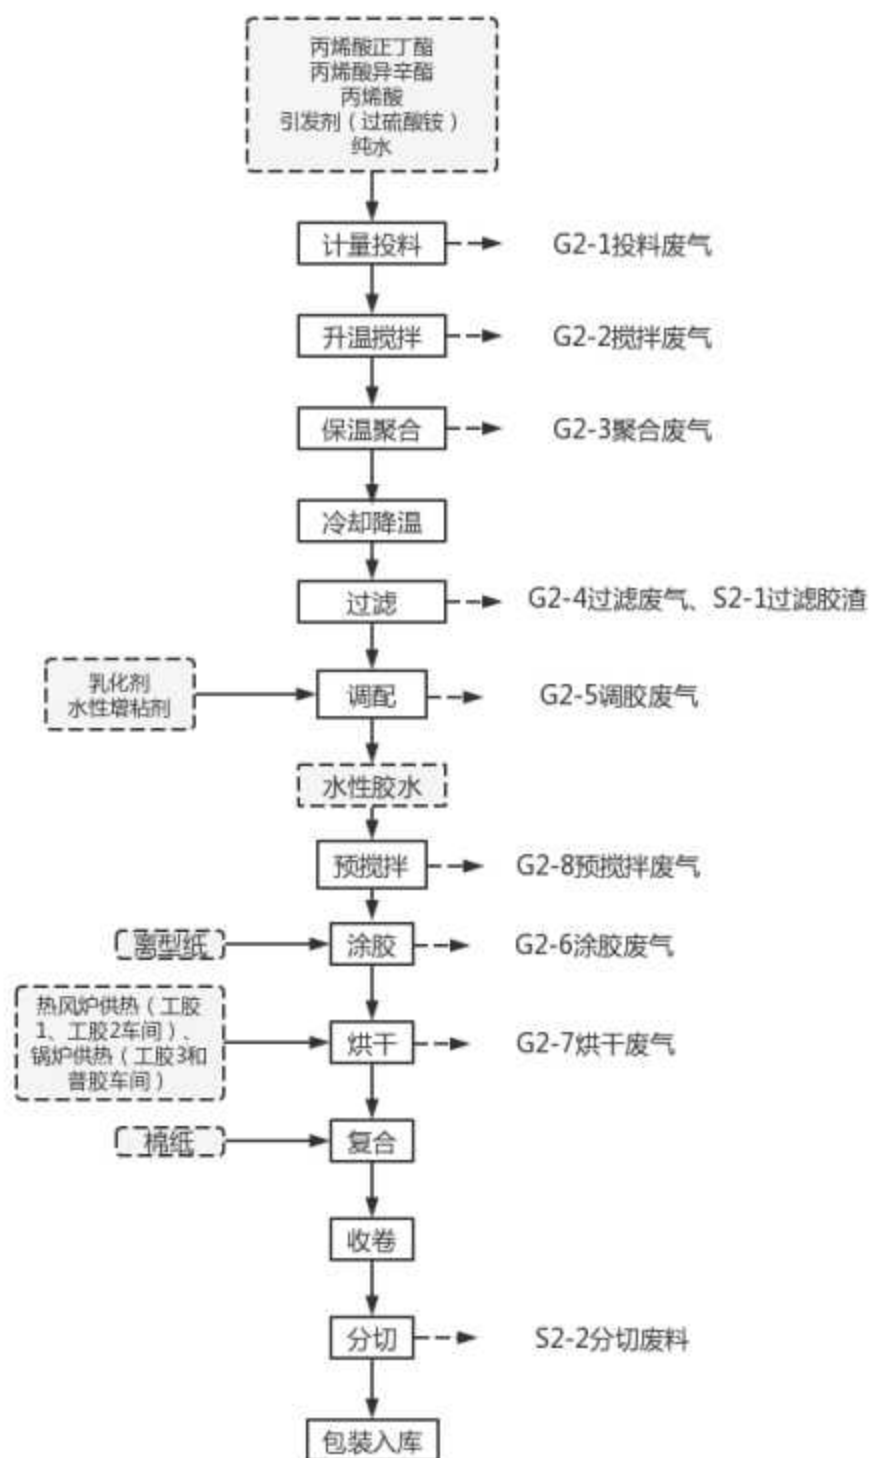 丙烯酸正丁酯
丙烯酸异辛酯
丙烯酸
引发剂（过硫酸铵）
纯水
计量投料
G2-1投料废气
升温搅拌
G2-2搅拌废气
保温聚合
G2-3聚合废气
冷却降温
过滤
G2-4过滤废气、S2-1过滤胶渣
乳化剂
水性增粘剂
调配
G2-5调胶废气
水性胶水
预搅拌
G2-8预搅拌废气
离型纸
涂胶
G2-6涂胶废气
热风炉供热（工胶
1、工胶2车间）、
锅炉供热（工胶3和
普胶车间）
烘干
G2-7烘干废气
棉纸
复合
收卷
分切
S2-2分切废料
包装入库